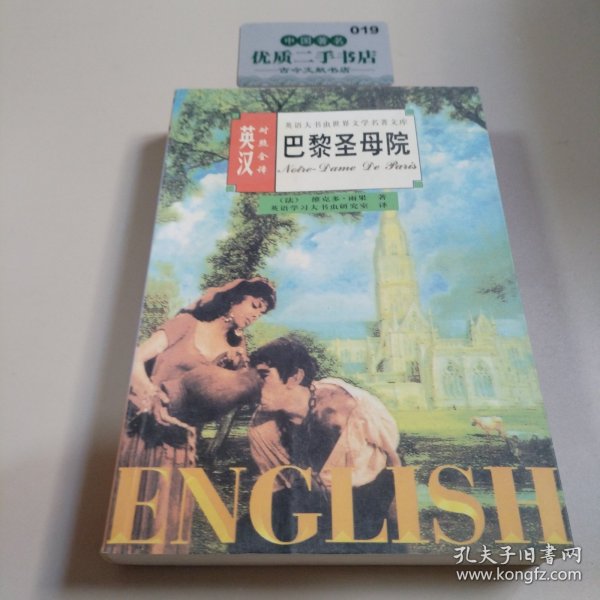 019
中国著名
优质二手书店
古今文献书店
英语大书虫世界文学名著文库
英汉
对照全译
巴黎圣母院
Notre-Dame De Paris
（法） 维克多·雨果 著
英语学习大书虫研究室 译
ENGLISH
孔夫子旧书网
www.kongfz.com